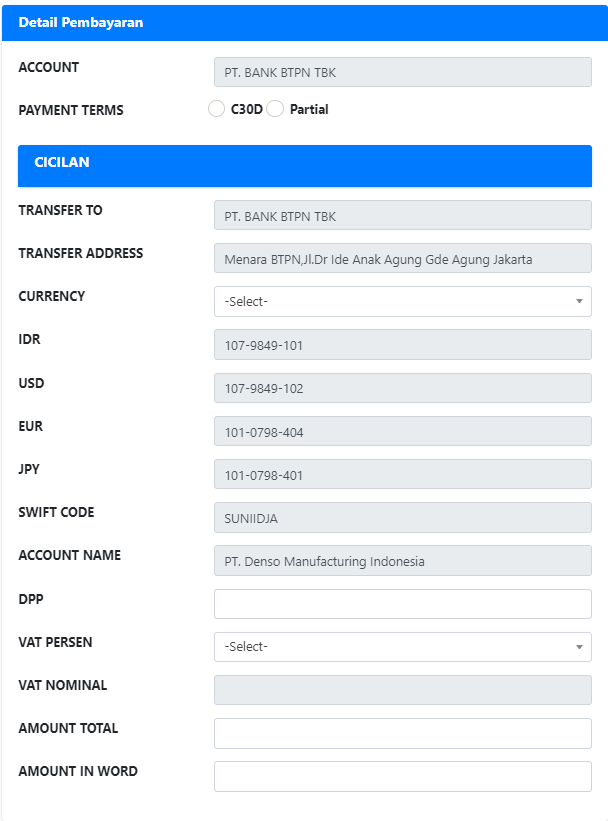 Detail Pembayaran
ACCOUNT PT. BANK BTPN TBK
PAYMENT TERMS C30D Partial
CICILAN
TRANSFER TO PT. BANK BTPN TBK
TRANSFER ADDRESS Menara BTPN,Jl.Dr Ide Anak Agung Gde Agung Jakarta
CURRENCY -Select-
IDR 107-9849-101
USD 107-9849-102
EUR 101-0798-404
JPY 101-0798-401
SWIFT CODE SUNIIDJA
ACCOUNT NAME PT. Denso Manufacturing Indonesia
DPP
VAT PERSEN -Select-
VAT NOMINAL
AMOUNT TOTAL
AMOUNT IN WORD